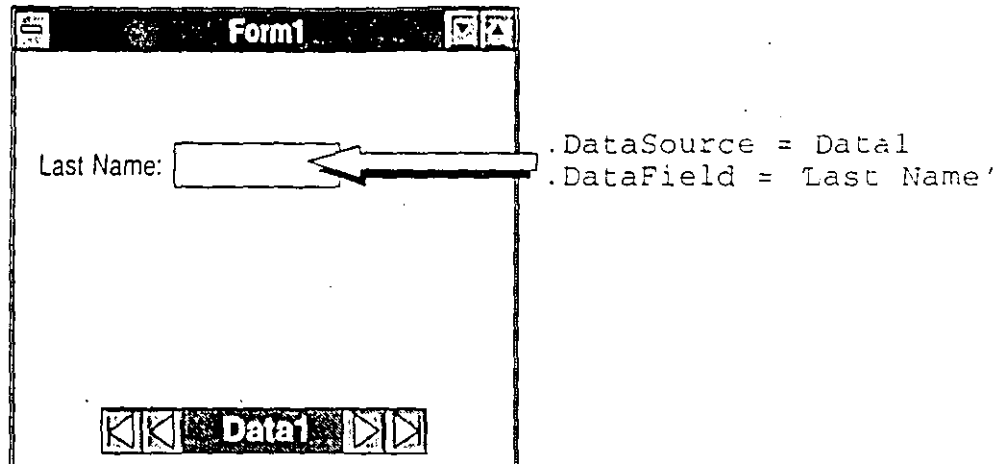 Form1
.DataSource = Data1
Last Name:
.DataField = 'Last Name'
Data1